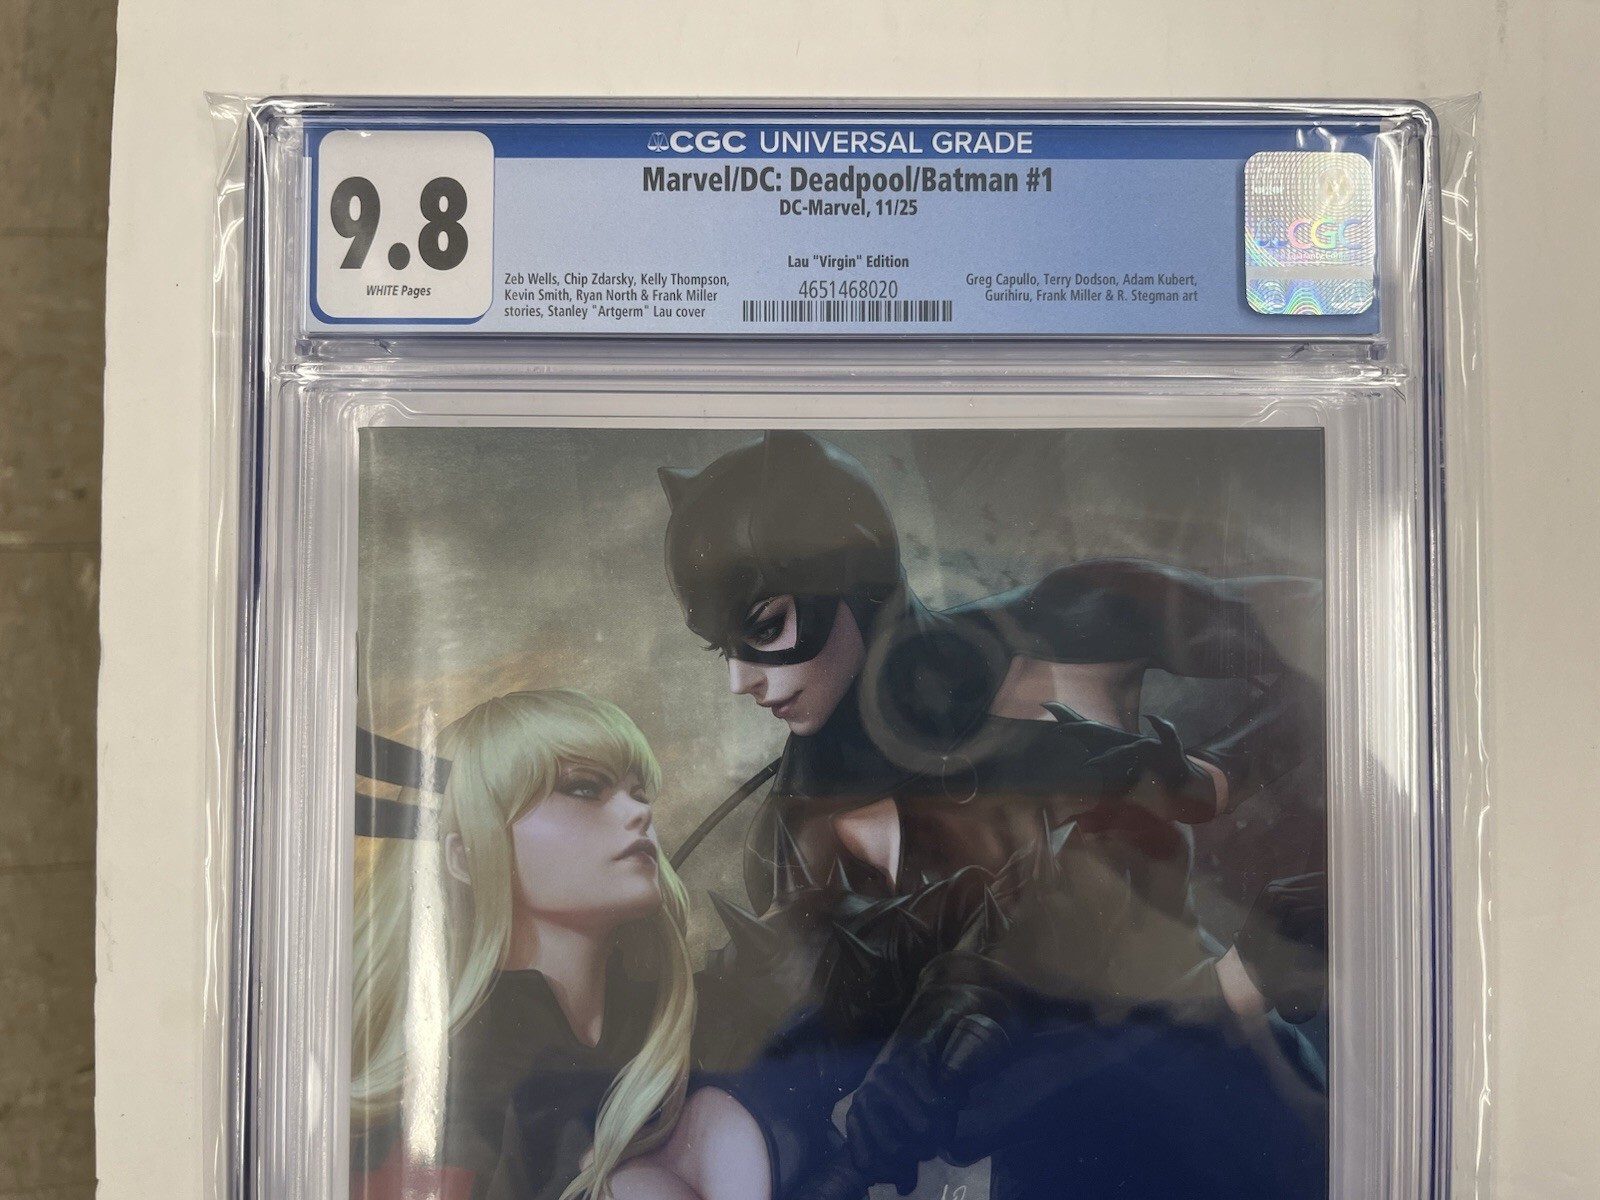 CGC UNIVERSAL GRADE
9.8
WHITE Pages
Marvel/DC: Deadpool/Batman #1
DC-Marvel, 11/25
Lau "Virgin" Edition
Zeb Wells, Chip Zdarsky, Kelly Thompson,
Kevin Smith, Ryan North & Frank Miller
stories, Stanley "Artgerm" Lau cover
4651468020
Greg Capullo, Terry Dodson, Adam Kubert,
Gurihiru, Frank Miller & R. Stegman art
CGC